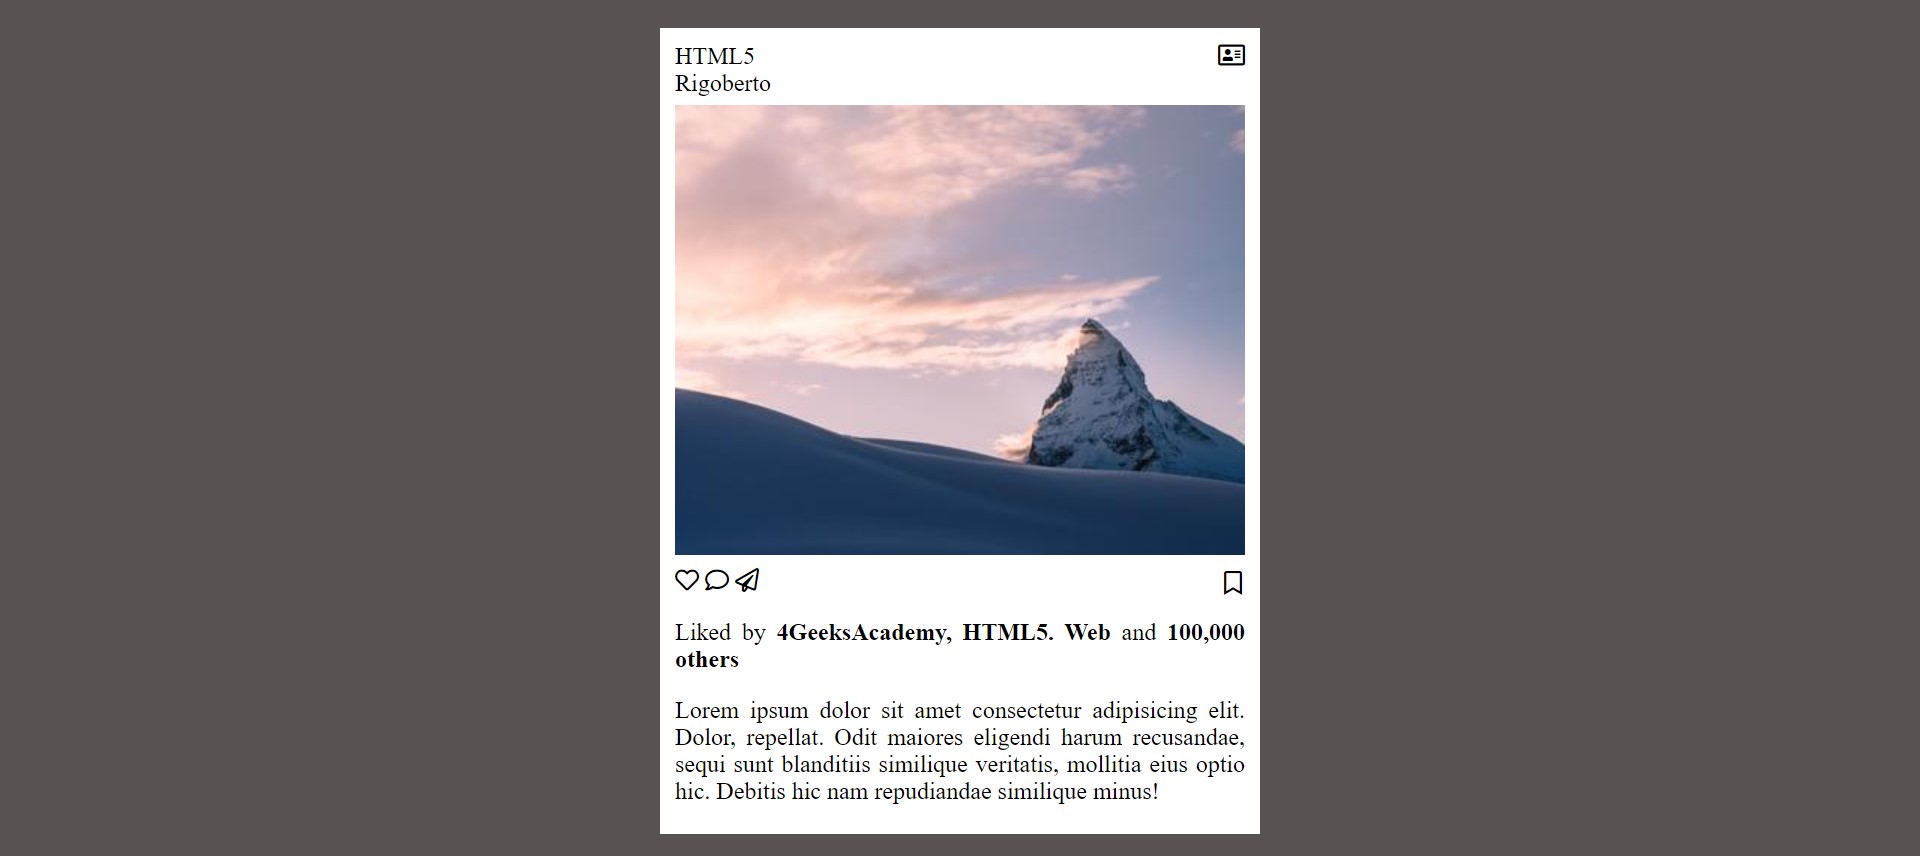 HTML5
Rigoberto
Liked by 4GeeksAcademy, HTML5. Web and 100,000
others
Lorem ipsum dolor sit amet consectetur adipisicing elit.
Dolor, repellat. Odit maiores eligendi harum recusandae,
sequi sunt blanditiis similique veritatis, mollitia eius optio
hic. Debitis hic nam repudiandae similique minus!